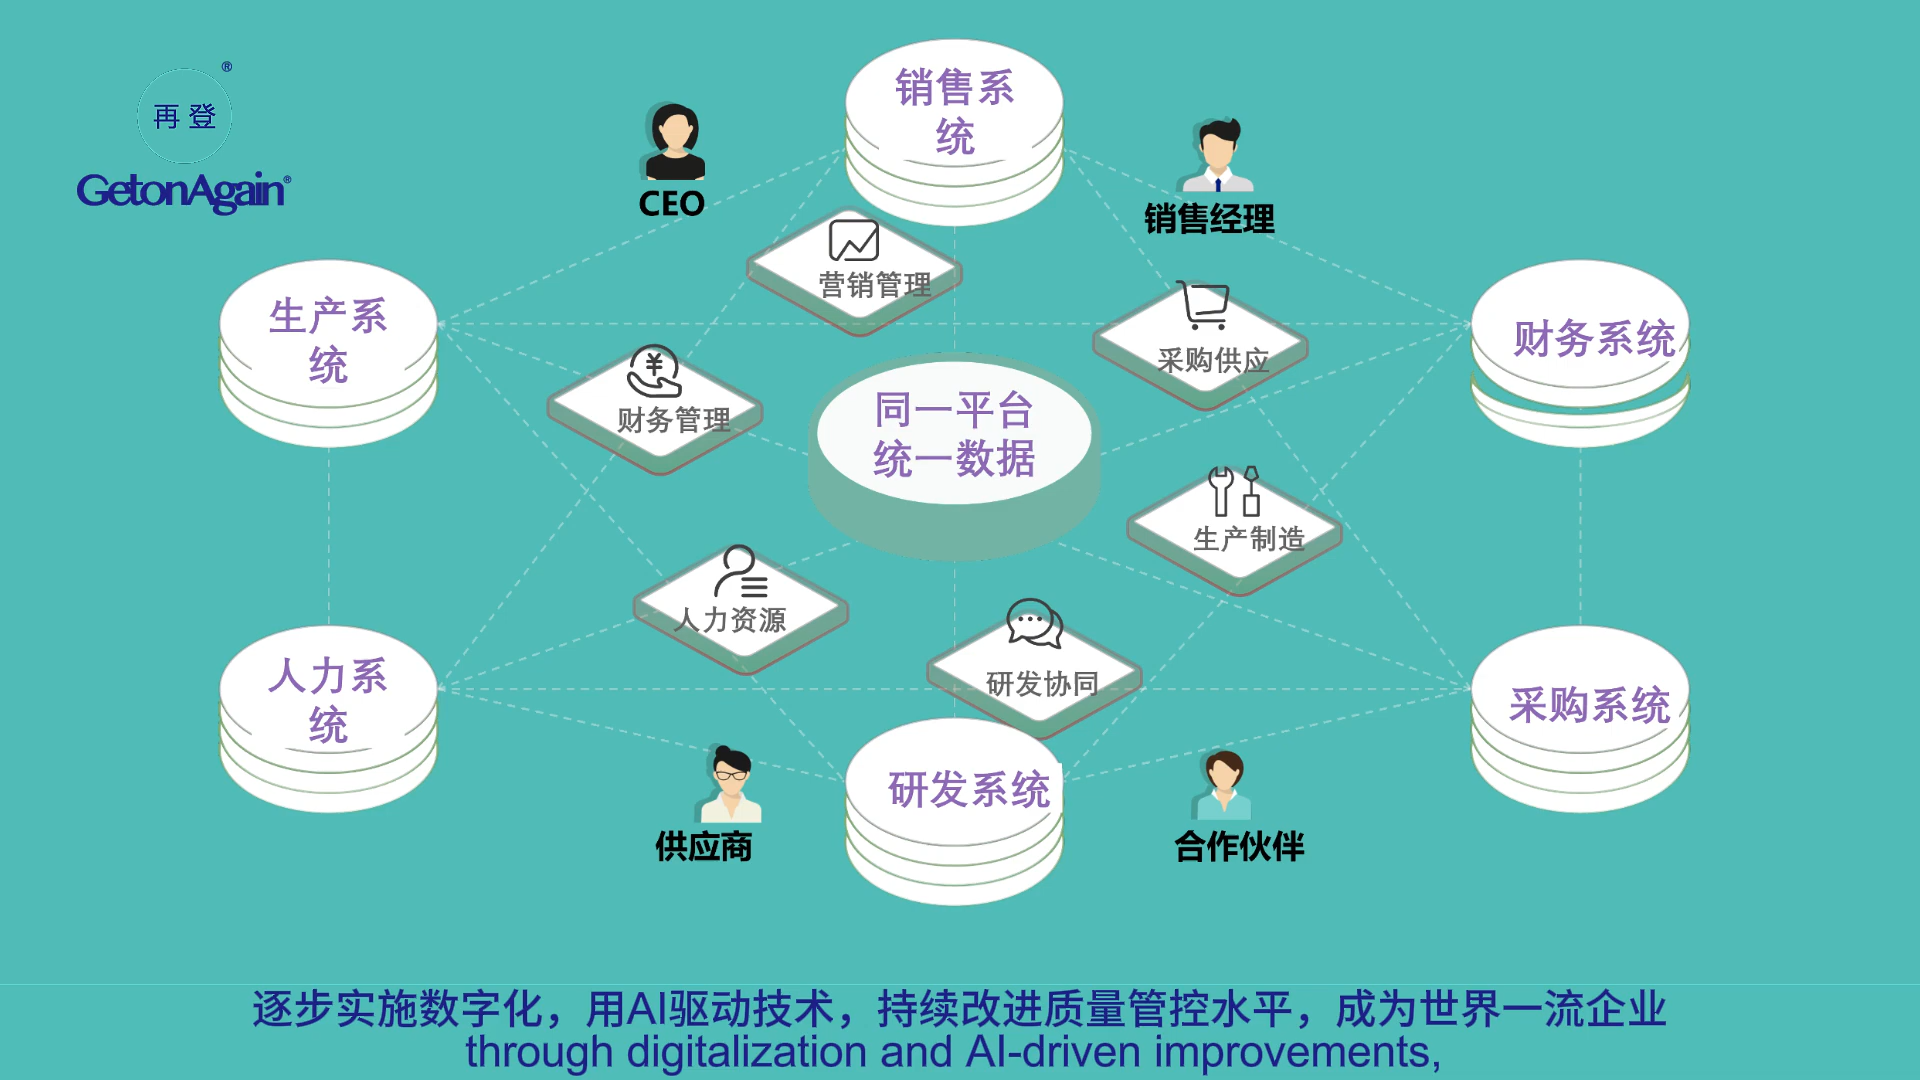 ®
再登
GetonAgain®
销售系
统
CEO
销售经理
营销管理
生产系
统
财务系统
采购供应
¥
财务管理
同一平台
统一数据
生产制造
人力资源
研发协同
人力系
统
采购系统
研发系统
供应商
合作伙伴
逐步实施数字化，用AI驱动技术，持续改进质量管控水平，成为世界一流企业
through digitalization and AI-driven improvements,